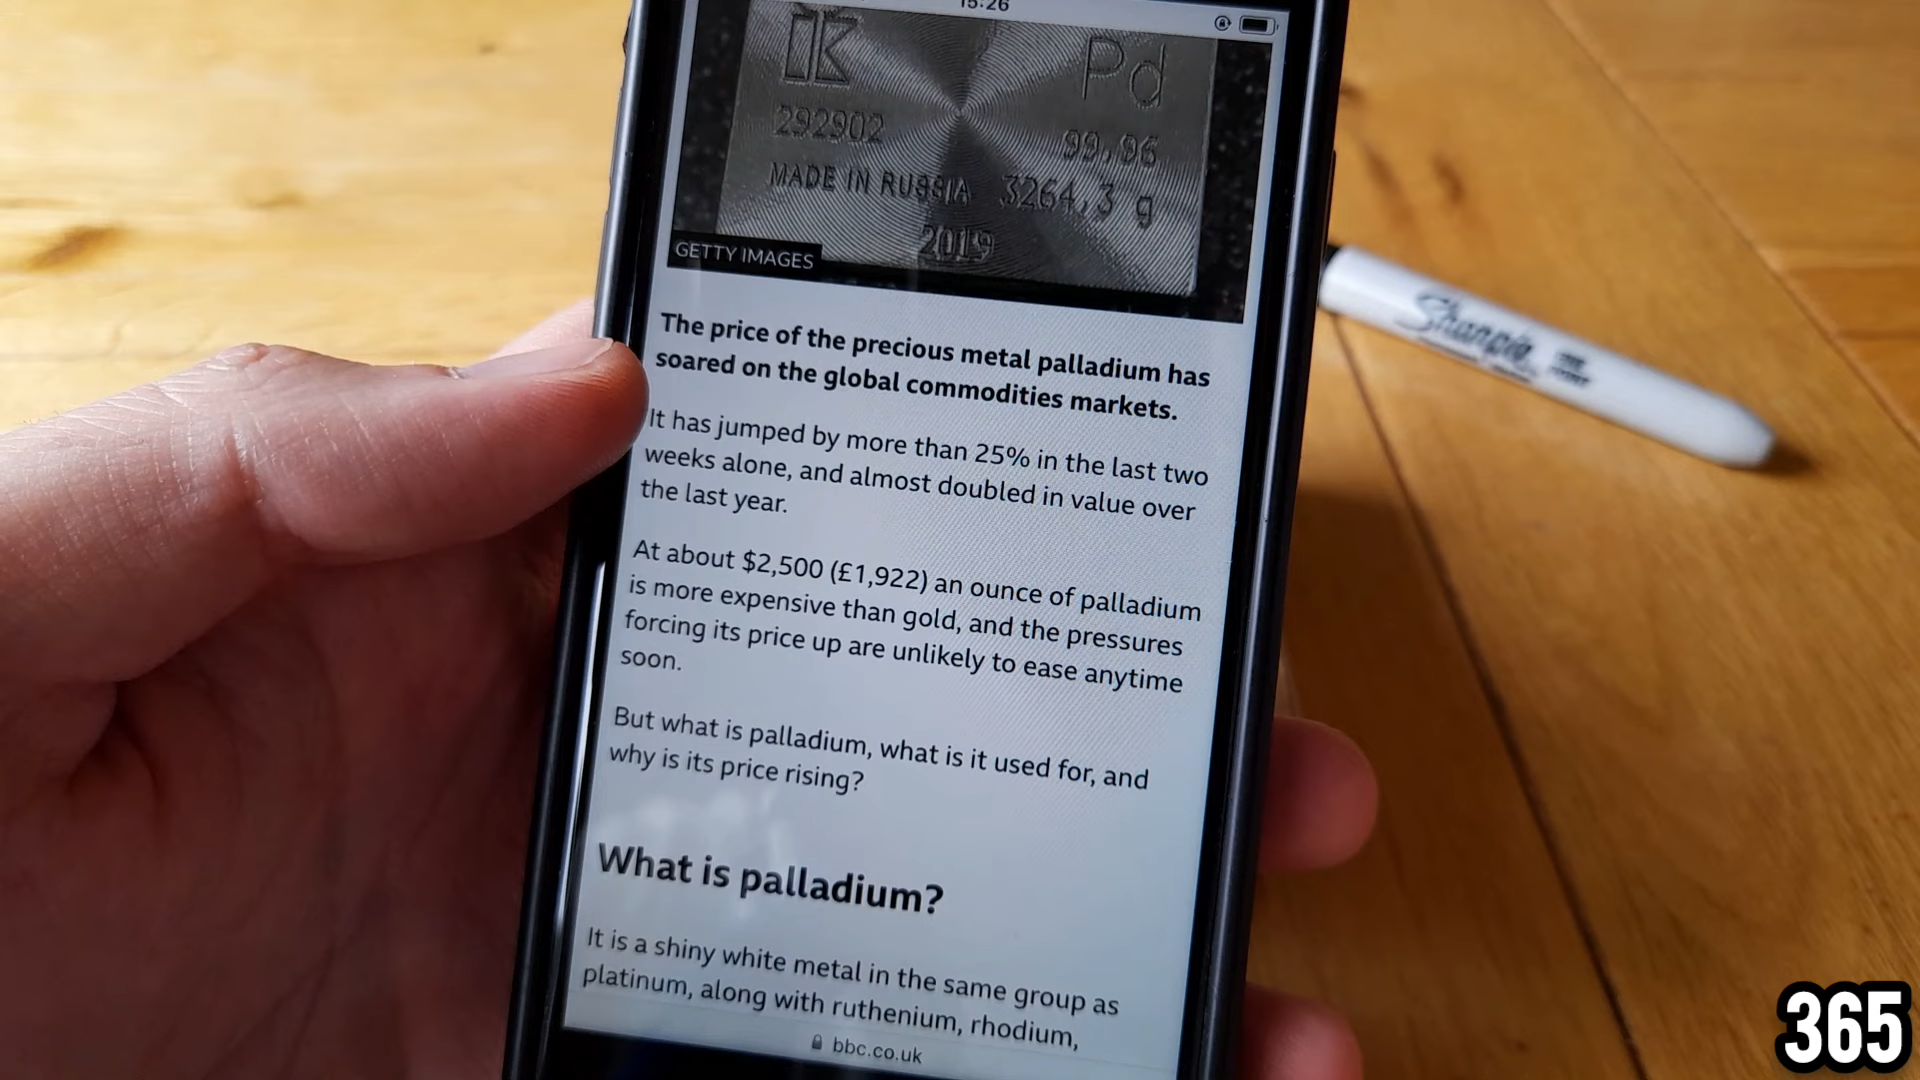 15:26
Pd
292902
99,96
MADE IN RUSSIA 3264,3 g
2019
GETTY IMAGES
The price of the precious metal palladium has
soared on the global commodities markets.
It has jumped by more than 25% in the last two
weeks alone, and almost doubled in value over
the last year.
At about $2,500 (£1,922) an ounce of palladium
is more expensive than gold, and the pressures
forcing its price up are unlikely to ease anytime
soon.
But what is palladium, what is it used for, and
why is its price rising?
What is palladium?
It is a shiny white metal in the same group as
platinum, along with ruthenium, rhodium,
bbc.co.uk
Sharpie
365